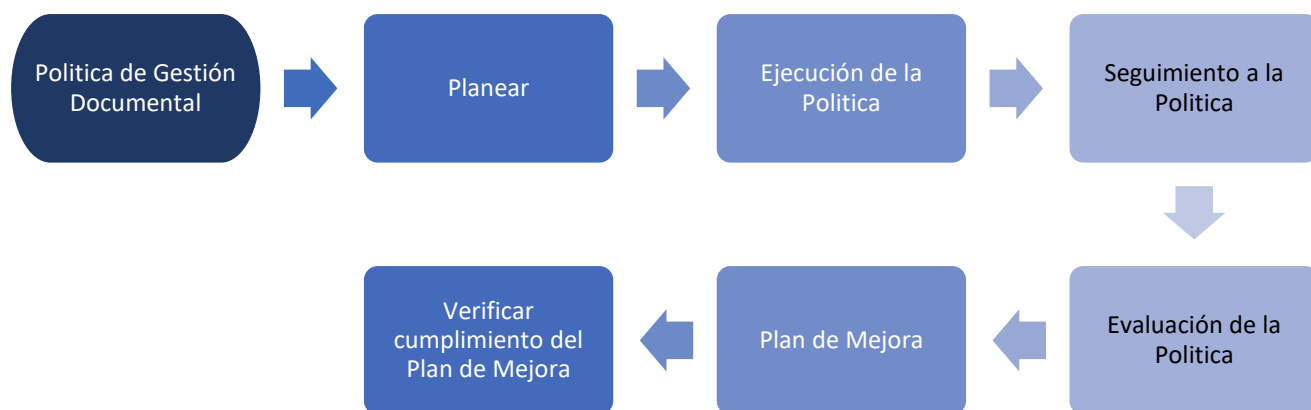 Politica de Gestión
Documental
Planear
Ejecución de la
Politica
Seguimiento a la
Politica
Evaluación de la
Politica
Plan de Mejora
Verificar
cumplimiento del
Plan de Mejora